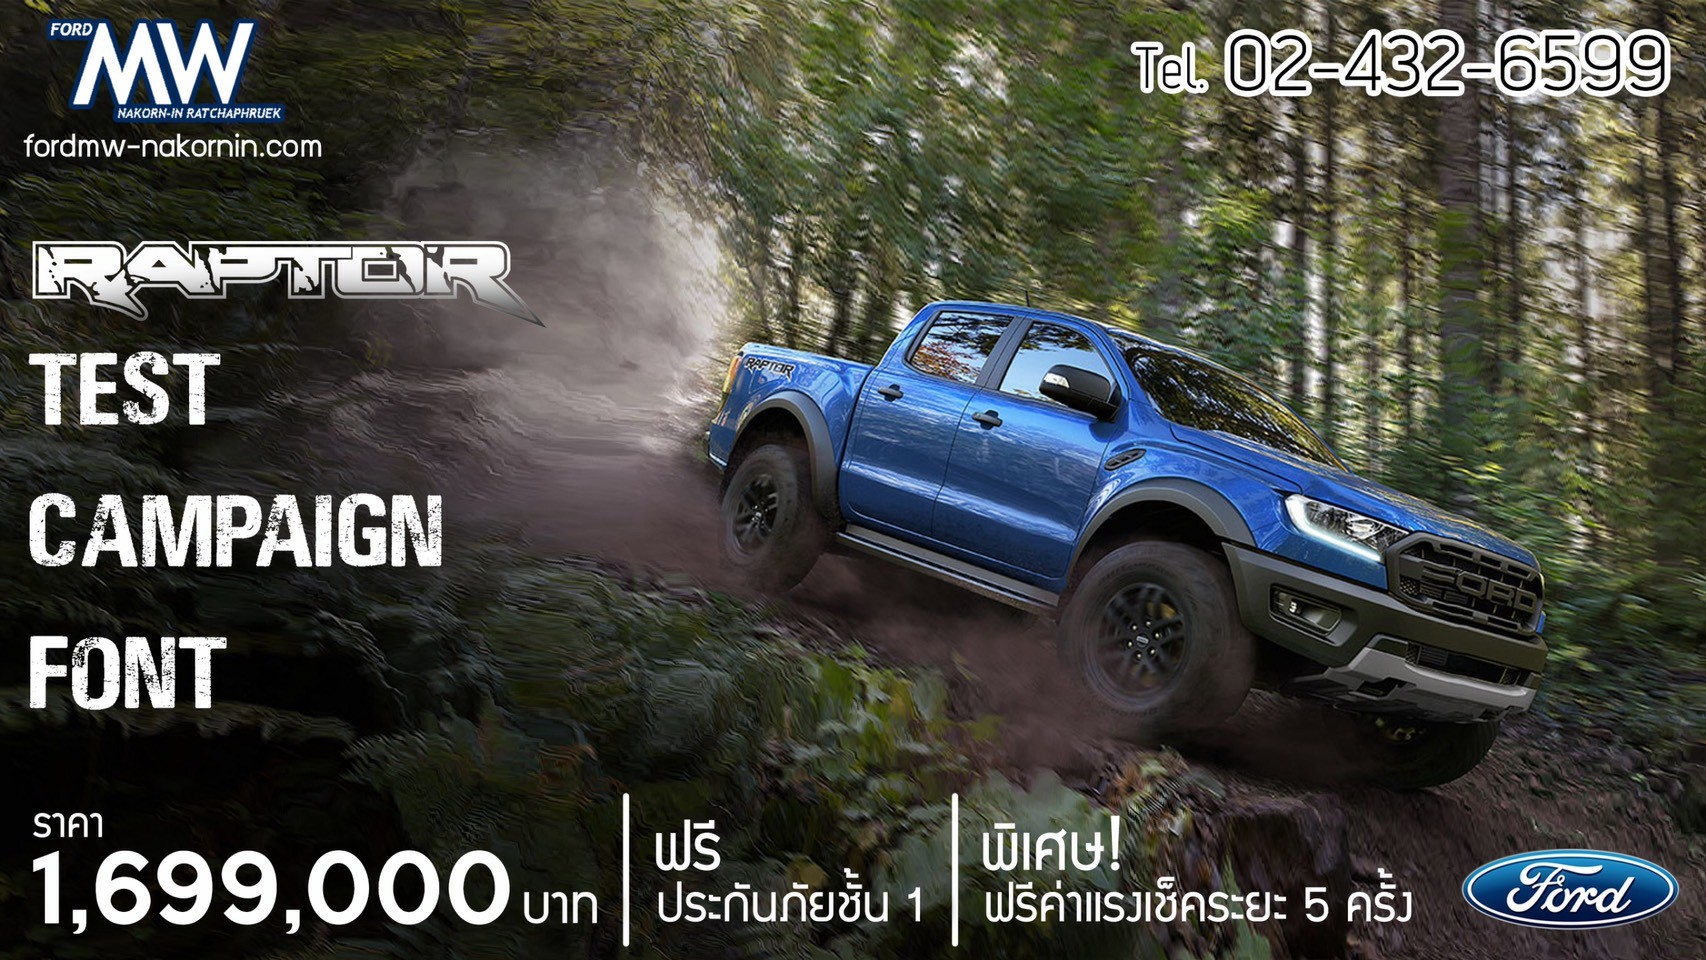 FORD
MW
NAKORN-IN RATCHAPHRUEK
fordmw-nakornin.com
Tel. 02-432-6599
RAPTOR
TEST
CAMPAIGN
FONT
RAPTOR
FORD
ราคา
1,699,000 บาท
ฟรี
ประกันภัยชั้น 1
พิเศษ!
ฟรีค่าแรงเช็คระยะ 5 ครั้ง
Ford